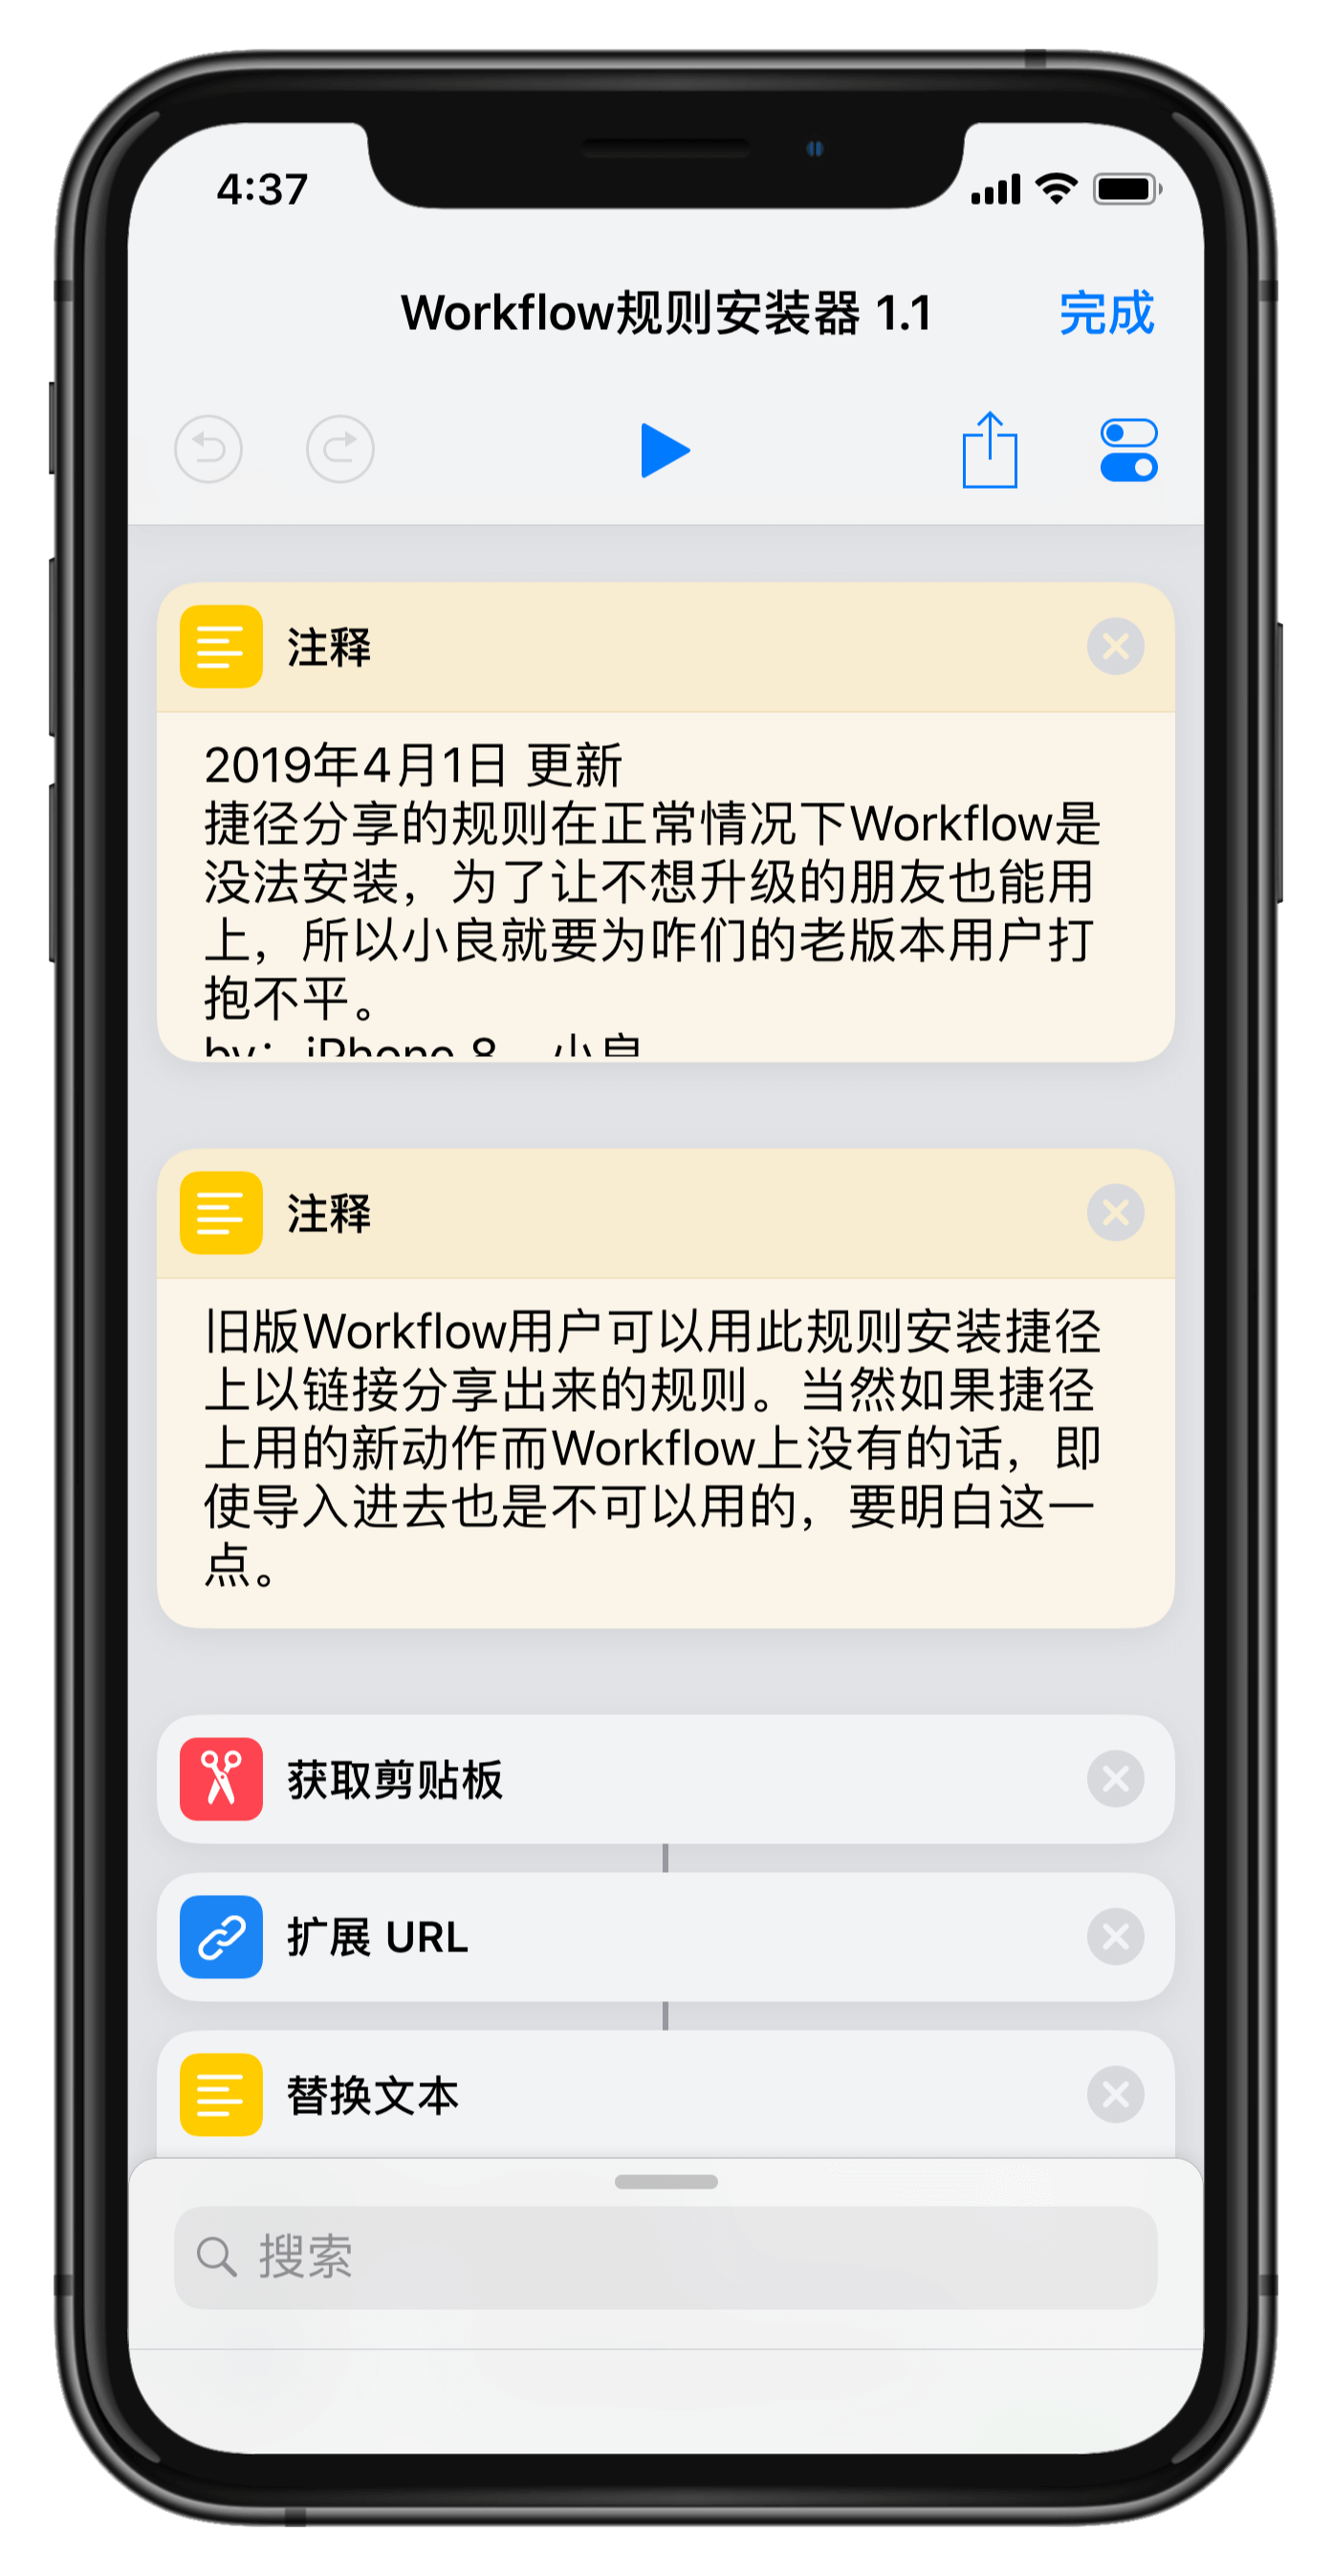 4:37
Workflow规则安装器 1.1 完成
注释
2019年4月1日 更新
捷径分享的规则在正常情况下Workflow是
没法安装，为了让不想升级的朋友也能用
上，所以小良就要为咱们的老版本用户打
抱不平。
by：iPhone 8、小良
注释
旧版Workflow用户可以用此规则安装捷径
上以链接分享出来的规则。当然如果捷径
上用的新动作而Workflow上没有的话，即
使导入进去也是不可以用的，要明白这一
点。
获取剪贴板
扩展 URL
替换文本
搜索